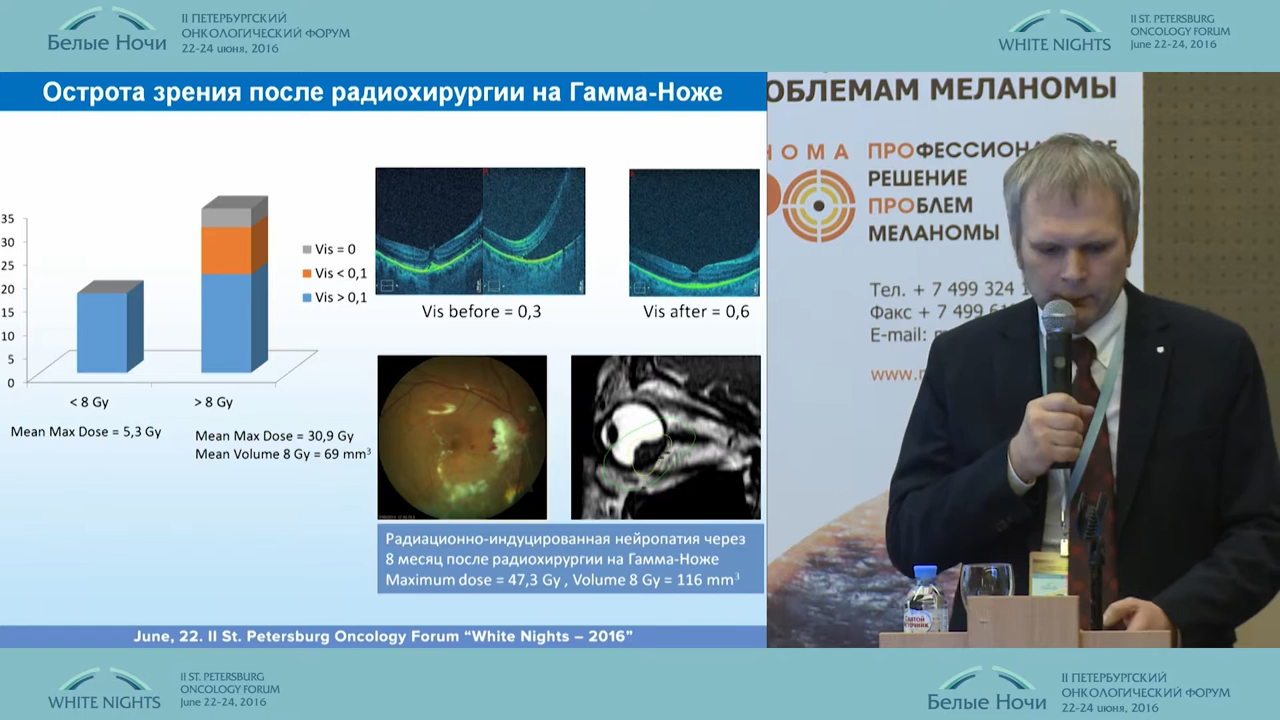 Белые Ночи
II ПЕТЕРБУРГСКИЙ
ОНКОЛОГИЧЕСКИЙ ФОРУМ
22-24 июня, 2016
WHITE NIGHTS
II ST. PETERSBURG
ONCOLOGY FORUM
June 22-24, 2016
Острота зрения после радиохирургии на Гамма-Ноже
35
30
25
20
15
10
5
0
< 8 Gy
> 8 Gy
Vis = 0
Vis < 0,1
Vis > 0,1
Mean Max Dose = 5,3 Gy
Mean Max Dose = 30,9 Gy
Mean Volume 8 Gy = 69 mm³
Vis before = 0,3
Vis after = 0,6
Радиационно-индуцированная нейропатия через
8 месяц после радиохирургии на Гамма-Ноже
Maximum dose = 47,3 Gy , Volume 8 Gy = 116 mm³
June, 22. II St. Petersburg Oncology Forum “White Nights – 2016”
ОБЛЕМАМ МЕЛАНОМЫ
НОМА
ПРОФЕССИОНА
РЕШЕНИЕ
ПРОБЛЕМ
МЕЛАНОМЫ
Тел. + 7 499 324 1
Факс + 7 499 6
E-mail:
www.
WHITE NIGHTS
II ST. PETERSBURG
ONCOLOGY FORUM
June 22-24, 2016
Белые Ночи
II ПЕТЕРБУРГСКИЙ
ОНКОЛОГИЧЕСКИЙ ФОРУМ
22-24 июня, 2016